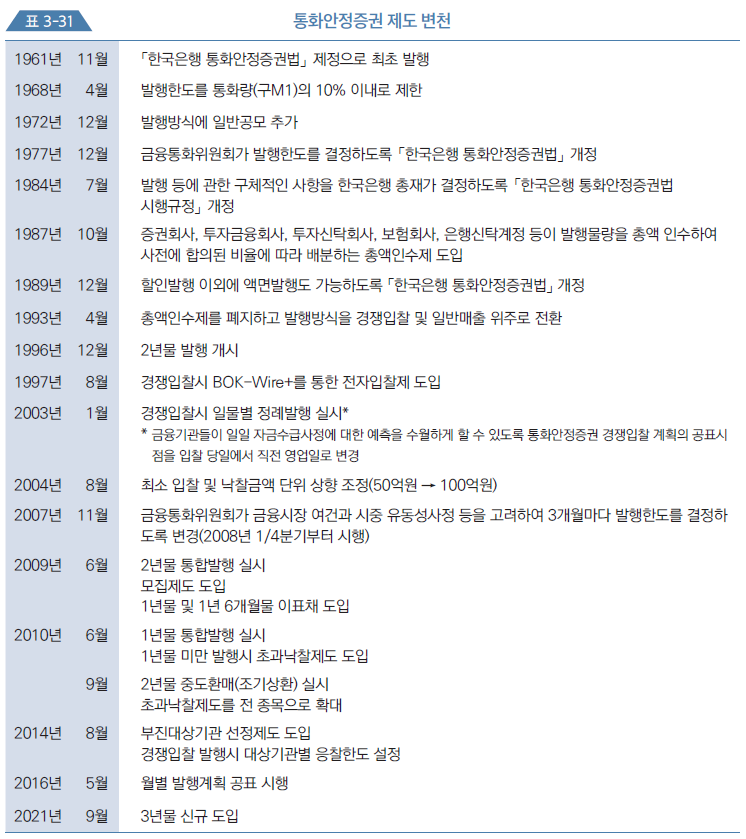 표 3-31
통화안정증권 제도 변천
1961년 11월 「한국은행 통화안정증권법」 제정으로 최초 발행
1968년 4월 발행한도를 통화량(구M1)의 10% 이내로 제한
1972년 12월 발행방식에 일반공모 추가
1977년 12월 금융통화위원회가 발행한도를 결정하도록 「한국은행 통화안정증권법」 개정
1984년 7월 발행 등에 관한 구체적인 사항을 한국은행 총재가 결정하도록 「한국은행 통화안정증권법
시행규정」 개정
1987년 10월 증권회사, 투자금융회사, 투자신탁회사, 보험회사, 은행신탁계정 등이 발행물량을 총액 인수하여
사전에 합의된 비율에 따라 배분하는 총액인수제 도입
1989년 12월 할인발행 이외에 액면발행도 가능하도록 「한국은행 통화안정증권법」 개정
1993년 4월 총액인수제를 폐지하고 발행방식을 경쟁입찰 및 일반매출 위주로 전환
1996년 12월 2년물 발행 개시
1997년 8월 경쟁입찰시 BOK-Wire+를 통한 전자입찰제 도입
2003년 1월 경쟁입찰시 일물별 정례발행 실시*
* 금융기관들이 일일 자금수급사정에 대한 예측을 수월하게 할 수 있도록 통화안정증권 경쟁입찰 계획의 공표시
점을 입찰 당일에서 직전 영업일로 변경
2004년 8월 최소 입찰 및 낙찰금액 단위 상향 조정(50억원 → 100억원)
2007년 11월 금융통화위원회가 금융시장 여건과 시중 유동성사정 등을 고려하여 3개월마다 발행한도를 결정하
도록 변경(2008년 1/4분기부터 시행)
2009년 6월 2년물 통합발행 실시
모집제도 도입
1년물 및 1년 6개월물 이표채 도입
2010년 6월 1년물 통합발행 실시
1년물 미만 발행시 초과낙찰제도 도입
9월 2년물 중도환매(조기상환) 실시
초과낙찰제도를 전 종목으로 확대
2014년 8월 부진대상기관 선정제도 도입
경쟁입찰 발행시 대상기관별 응찰한도 설정
2016년 5월 월별 발행계획 공표 시행
2021년 9월 3년물 신규 도입